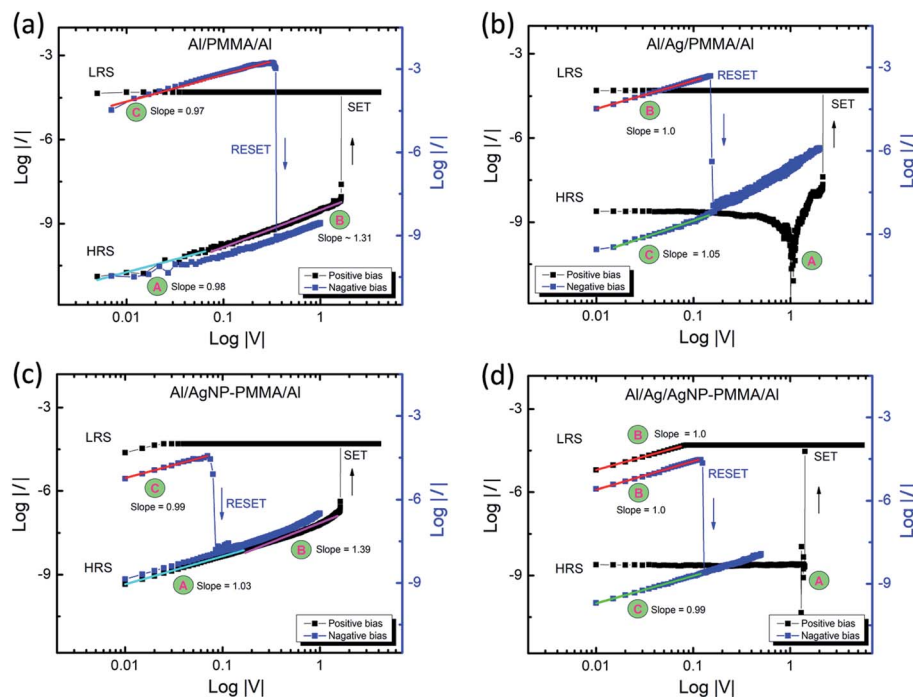 (a)
Al/PMMA/Al
-3
-6
-9
Log |I|
LRS
C
Slope = 0.97
SET
RESET
B
Slope ~ 1.31
HRS
A
Slope = 0.98
Positive bias
Nagative bias
0.01
0.1
1
Log |V|
-3
-6
-9
Log |I|
(b)
Al/Ag/PMMA/Al
-3
-6
-9
Log |I|
LRS
RESET
B
Slope = 1.0
SET
HRS
C
Slope = 1.05
A
Positive bias
Nagative bias
0.01
0.1
1
Log |V|
-3
-6
-9
Log |I|
(c)
Al/AgNP-PMMA/Al
-3
-6
-9
Log |I|
LRS
C
Slope = 0.99
SET
RESET
B
Slope = 1.39
HRS
A
Slope = 1.03
Positive bias
Nagative bias
0.01
0.1
1
Log |V|
-3
-6
-9
Log |I|
(d)
Al/Ag/AgNP-PMMA/Al
-3
-6
-9
Log |I|
LRS
B
Slope = 1.0
SET
RESET
B
Slope = 1.0
HRS
A
C
Slope = 0.99
Positive bias
Nagative bias
0.01
0.1
1
Log |V|
-3
-6
-9
Log |I|